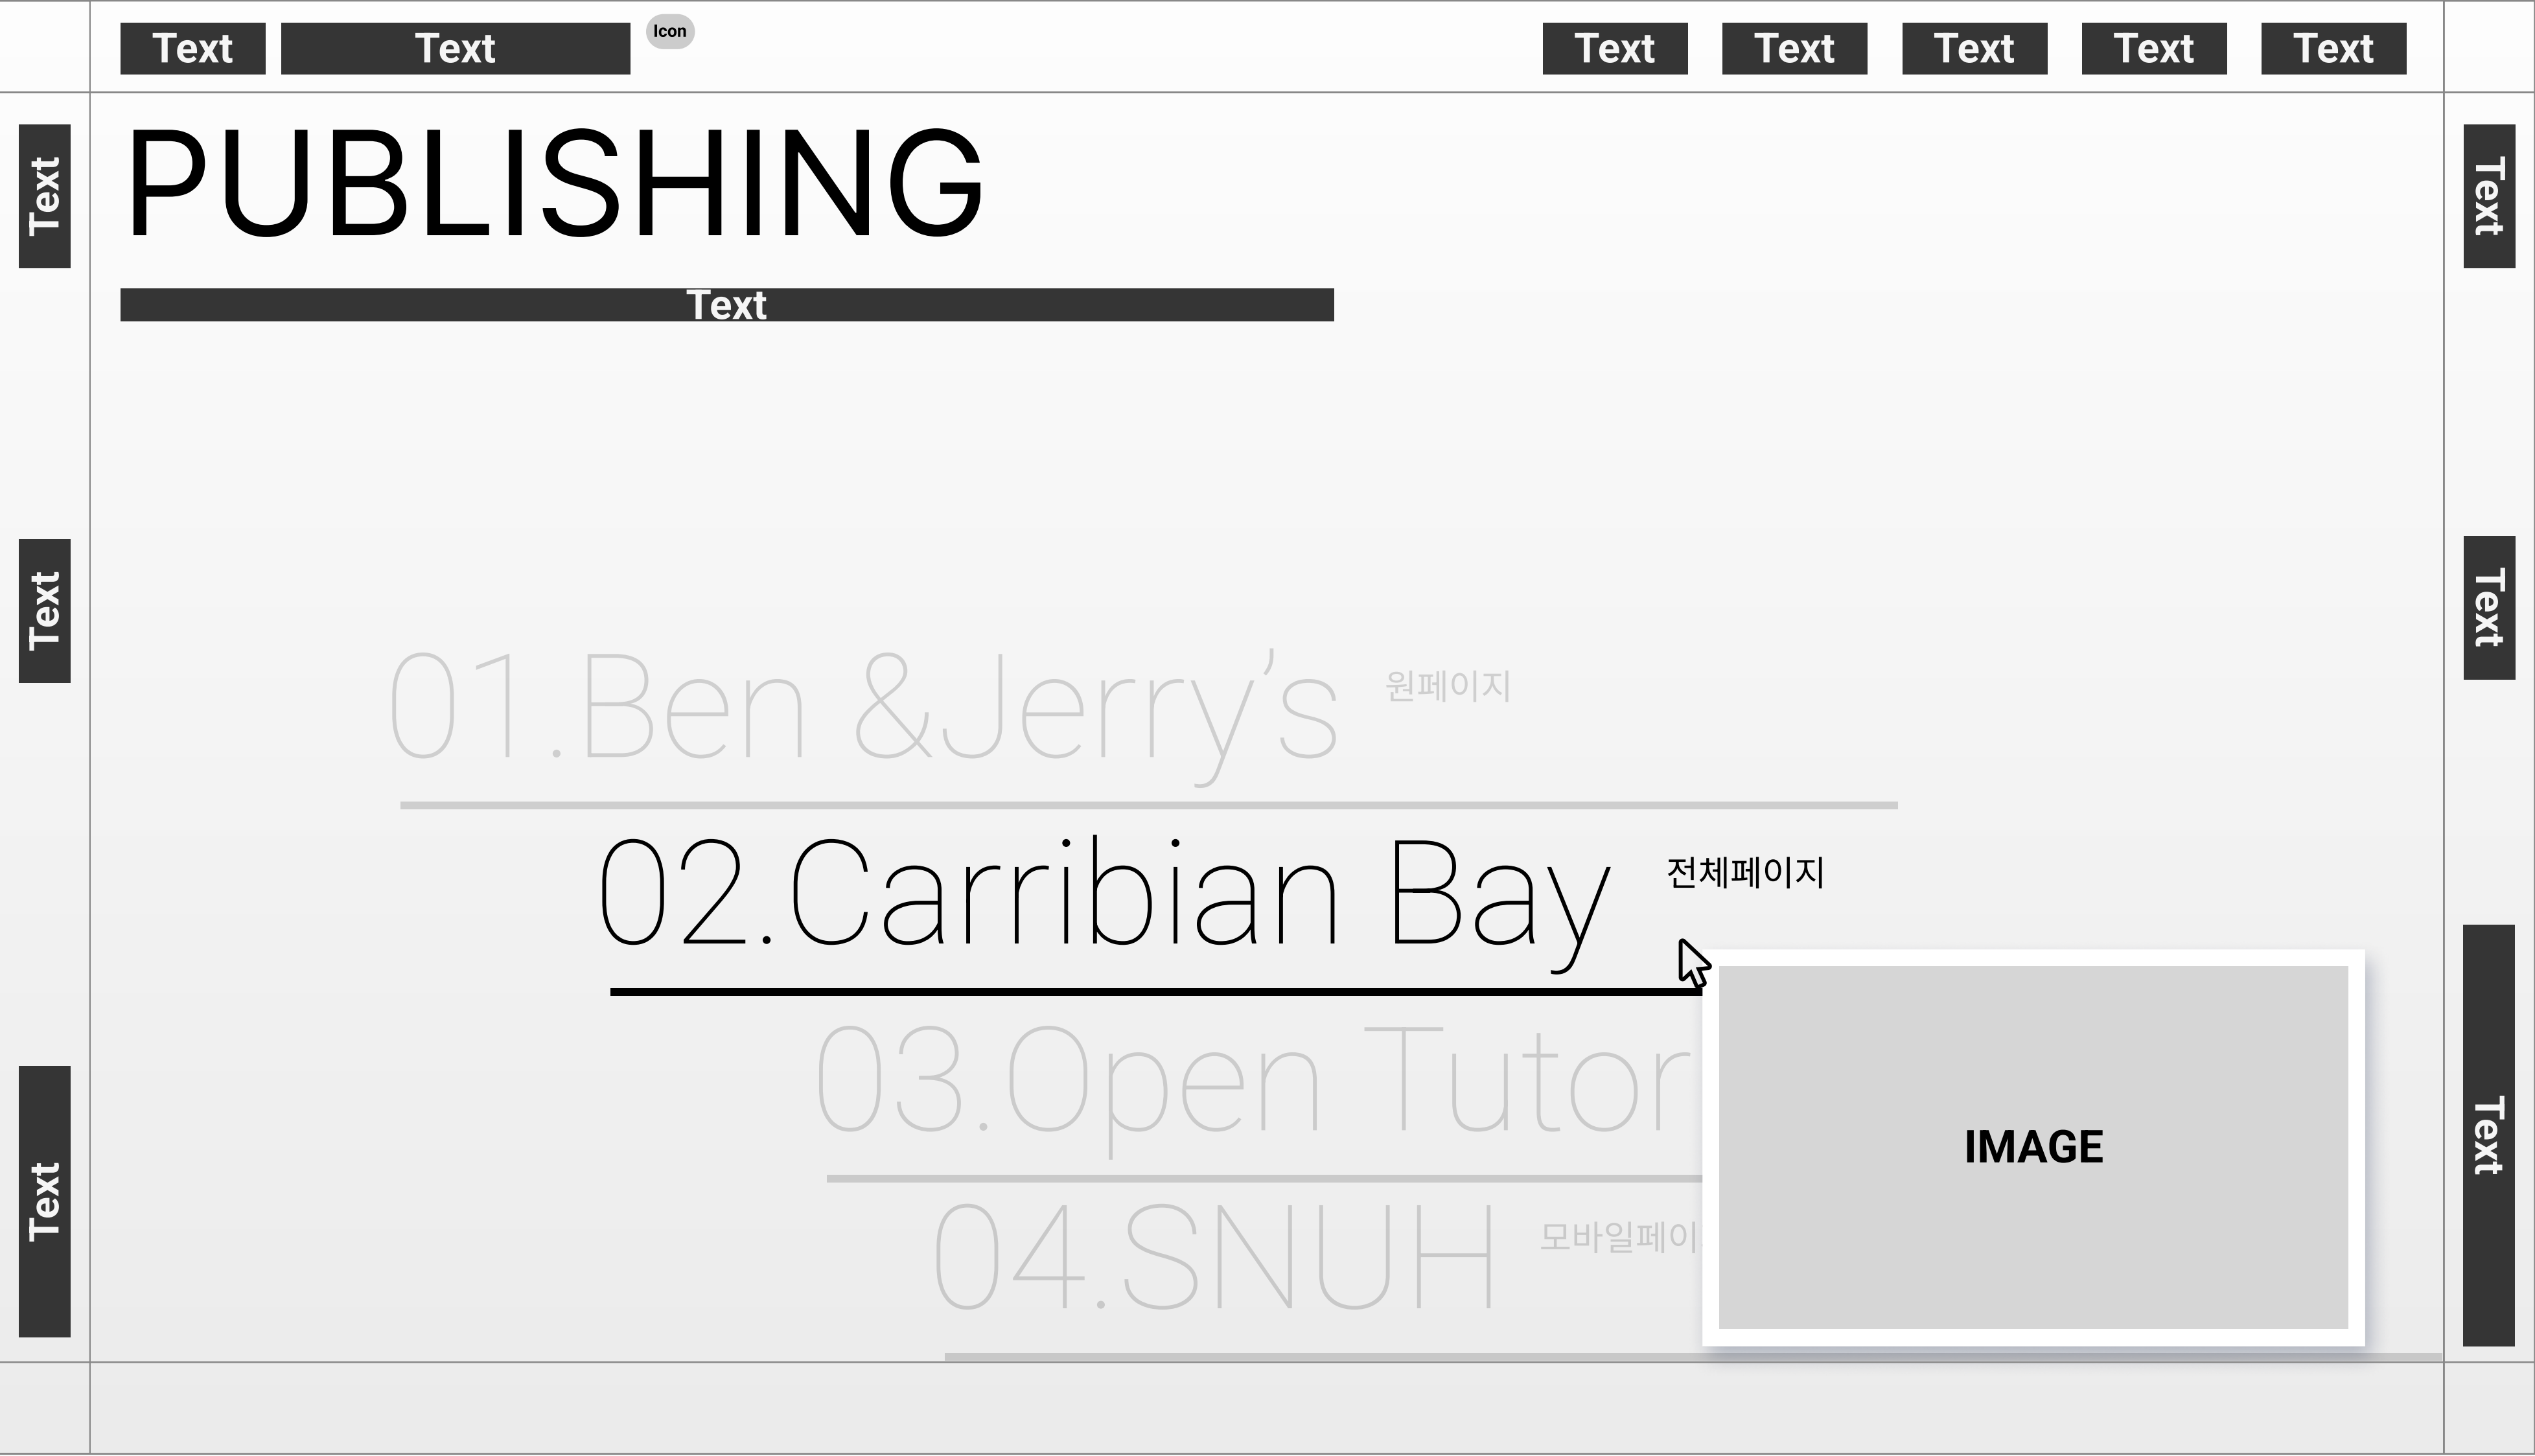 Text Text Icon Text Text Text Text Text
Text
PUBLISHING
Text
Text
Text
Text
01.Ben &Jerry’s 원페이지
02.Carribian Bay 전체페이지
03.Open Tutor
IMAGE
Text
04.SNUH 모바일페이
Text